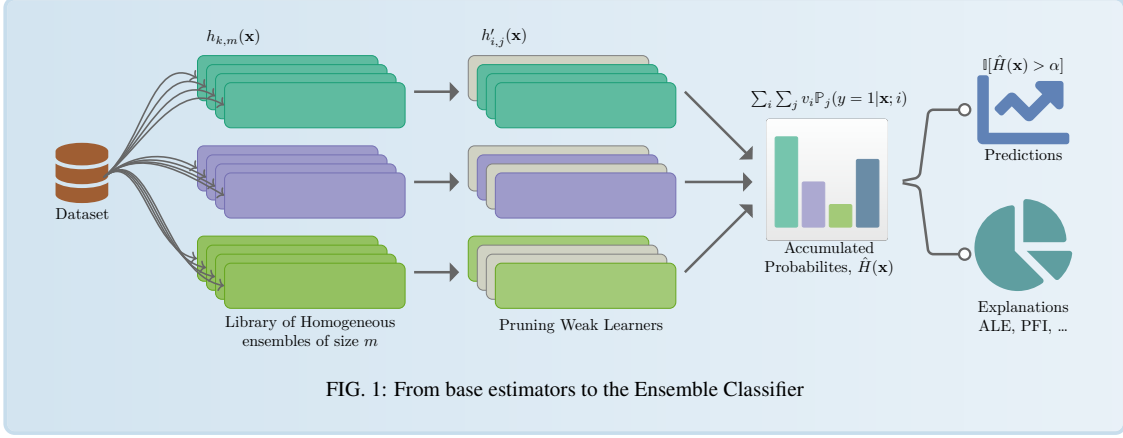 h_{k,m}(𝐱)
h'_{i,j}(𝐱)
𝕀[Ĥ(𝐱) > α]
∑_i ∑_j v_i ℙ_j(y = 1|𝐱; i)
Predictions
Dataset
Accumulated
Probabilites, Ĥ(𝐱)
Explanations
ALE, PFI, ...
Library of Homogeneous
ensembles of size m
Pruning Weak Learners
FIG. 1: From base estimators to the Ensemble Classifier